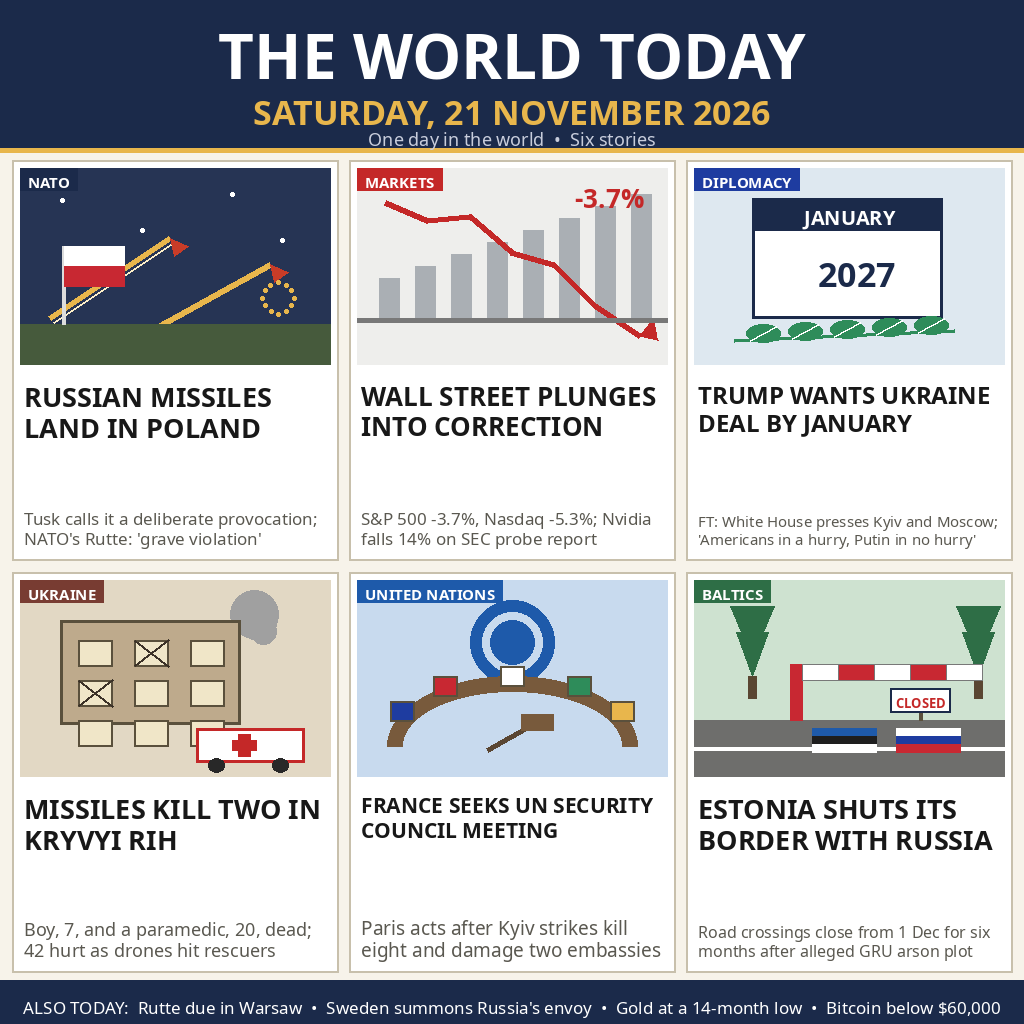 THE WORLD TODAY
SATURDAY, 21 NOVEMBER 2026
One day in the world • Six stories
NATO
RUSSIAN MISSILES
LAND IN POLAND
Tusk calls it a deliberate provocation;
NATO's Rutte: 'grave violation'
MARKETS
-3.7%
WALL STREET PLUNGES
INTO CORRECTION
S&P 500 -3.7%, Nasdaq -5.3%; Nvidia
falls 14% on SEC probe report
DIPLOMACY
JANUARY
2027
TRUMP WANTS UKRAINE
DEAL BY JANUARY
FT: White House presses Kyiv and Moscow;
'Americans in a hurry, Putin in no hurry'
UKRAINE
MISSILES KILL TWO IN
KRYVYI RIH
Boy, 7, and a paramedic, 20, dead;
42 hurt as drones hit rescuers
UNITED NATIONS
FRANCE SEEKS UN SECURITY
COUNCIL MEETING
Paris acts after Kyiv strikes kill
eight and damage two embassies
BALTICS
CLOSED
ESTONIA SHUTS ITS
BORDER WITH RUSSIA
Road crossings close from 1 Dec for six
months after alleged GRU arson plot
ALSO TODAY: Rutte due in Warsaw • Sweden summons Russia's envoy • Gold at a 14-month low • Bitcoin below $60,000